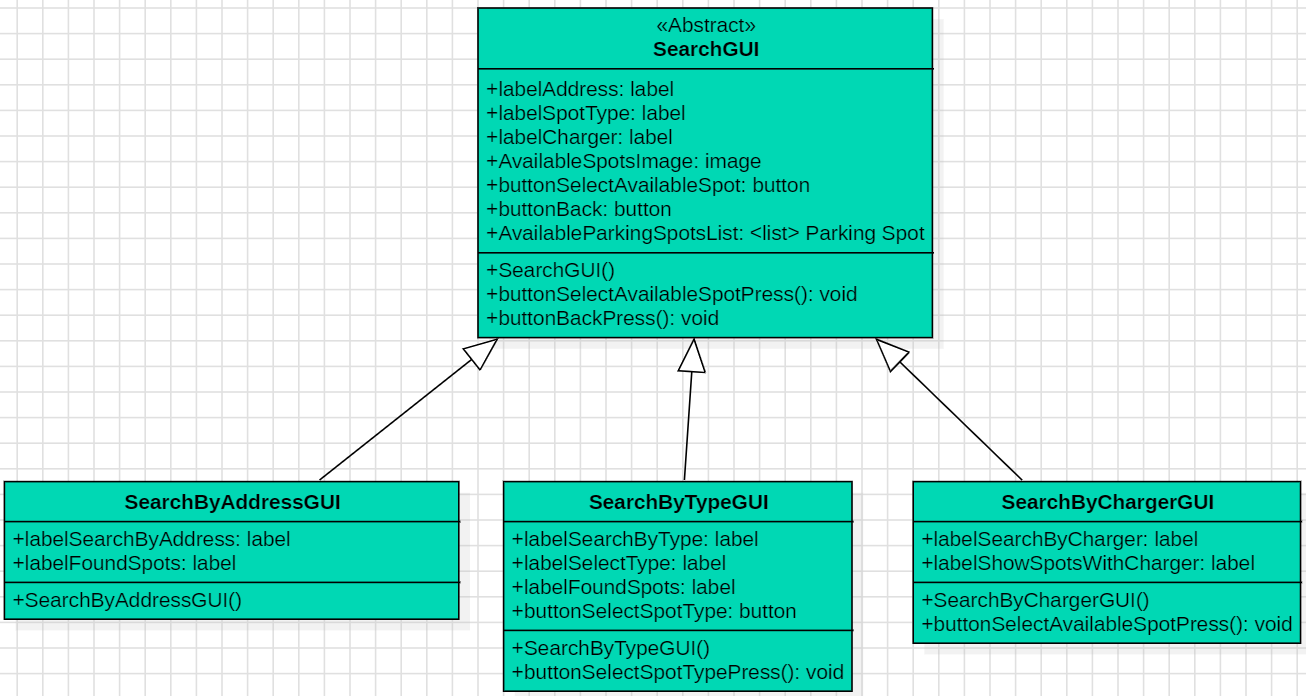 «Abstract»
SearchGUI
+labelAddress: label
+labelSpotType: label
+labelCharger: label
+AvailableSpotsImage: image
+buttonSelectAvailableSpot: button
+buttonBack: button
+AvailableParkingSpotsList: <list> Parking Spot
+SearchGUI()
+buttonSelectAvailableSpotPress(): void
+buttonBackPress(): void
SearchByAddressGUI
+labelSearchByAddress: label
+labelFoundSpots: label
+SearchByAddressGUI()
SearchByTypeGUI
+labelSearchByType: label
+labelSelectType: label
+labelFoundSpots: label
+buttonSelectSpotType: button
+SearchByTypeGUI()
+buttonSelectSpotTypePress(): void
SearchByChargerGUI
+labelSearchByCharger: label
+labelShowSpotsWithCharger: label
+SearchByChargerGUI()
+buttonSelectAvailableSpotPress(): void